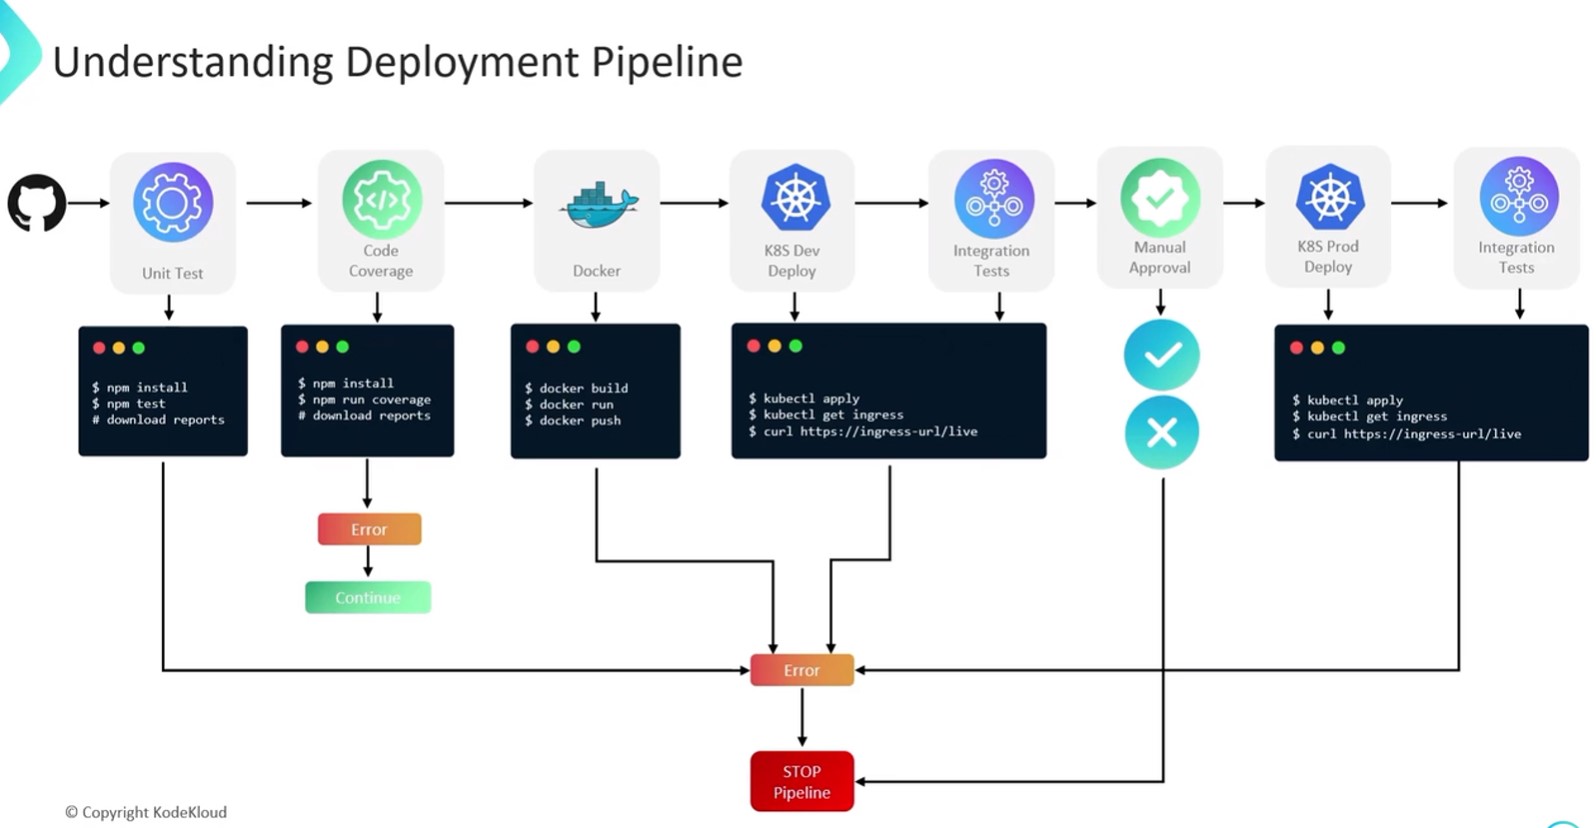 Understanding Deployment Pipeline
Unit Test
Code
Coverage
Docker
K8S Dev
Deploy
Integration
Tests
Manual
Approval
K8S Prod
Deploy
Integration
Tests
$ npm install
$ npm test
# download reports
$ npm install
$ npm run coverage
# download reports
$ docker build
$ docker run
$ docker push
$ kubectl apply
$ kubectl get ingress
$ curl https://ingress-url/live
$ kubectl apply
$ kubectl get ingress
$ curl https://ingress-url/live
Error
Continue
Error
STOP
Pipeline
© Copyright KodeKloud